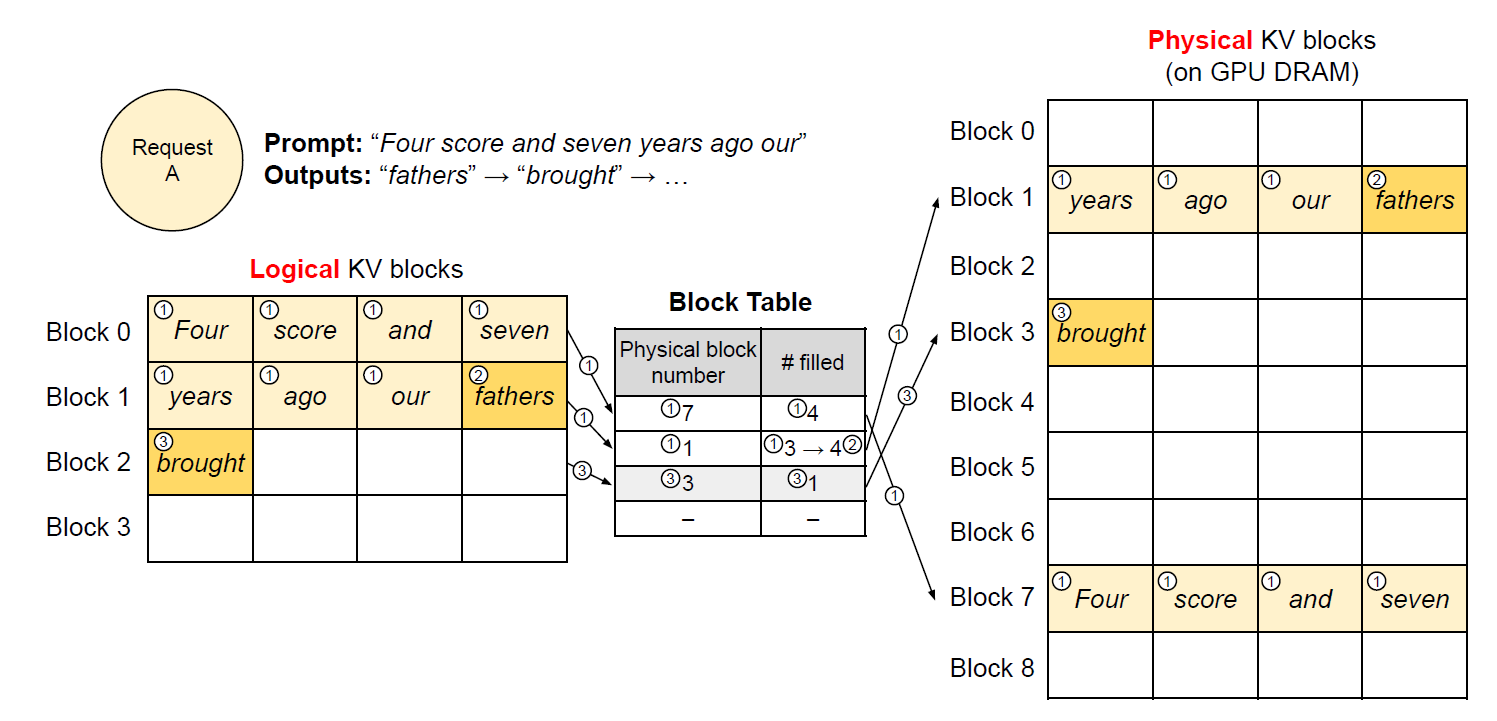 Physical KV blocks
(on GPU DRAM)
Request
A
Prompt: “Four score and seven years ago our”
Outputs: “fathers” → “brought” → …
Logical KV blocks
Block 0
① Four ① score ① and ① seven
Block 1
① years ① ago ① our ② fathers
Block 2
③ brought
Block 3
①
①
③
Block Table
Physical block
number
# filled
①7 ①4
①1 ①3 → 4②
③3 ③1
– –
①
③
①
Block 0
Block 1
① years ① ago ① our ② fathers
Block 2
Block 3
③ brought
Block 4
Block 5
Block 6
Block 7
① Four ① score ① and ① seven
Block 8